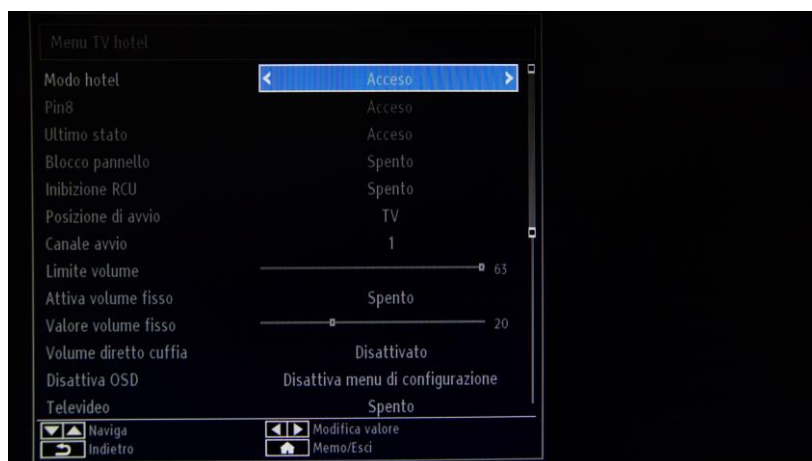 Menu TV hotel
Modo hotel Acceso
Pin8 Acceso
Ultimo stato Acceso
Blocco pannello Spento
Inibizione RCU Spento
Posizione di avvio TV
Canale avvio 1
Limite volume 63
Attiva volume fisso Spento
Valore volume fisso 20
Volume diretto cuffia Disattivato
Disattiva OSD Disattiva menu di configurazione
Televideo Spento
Naviga Modifica valore
Indietro Memo/Esci